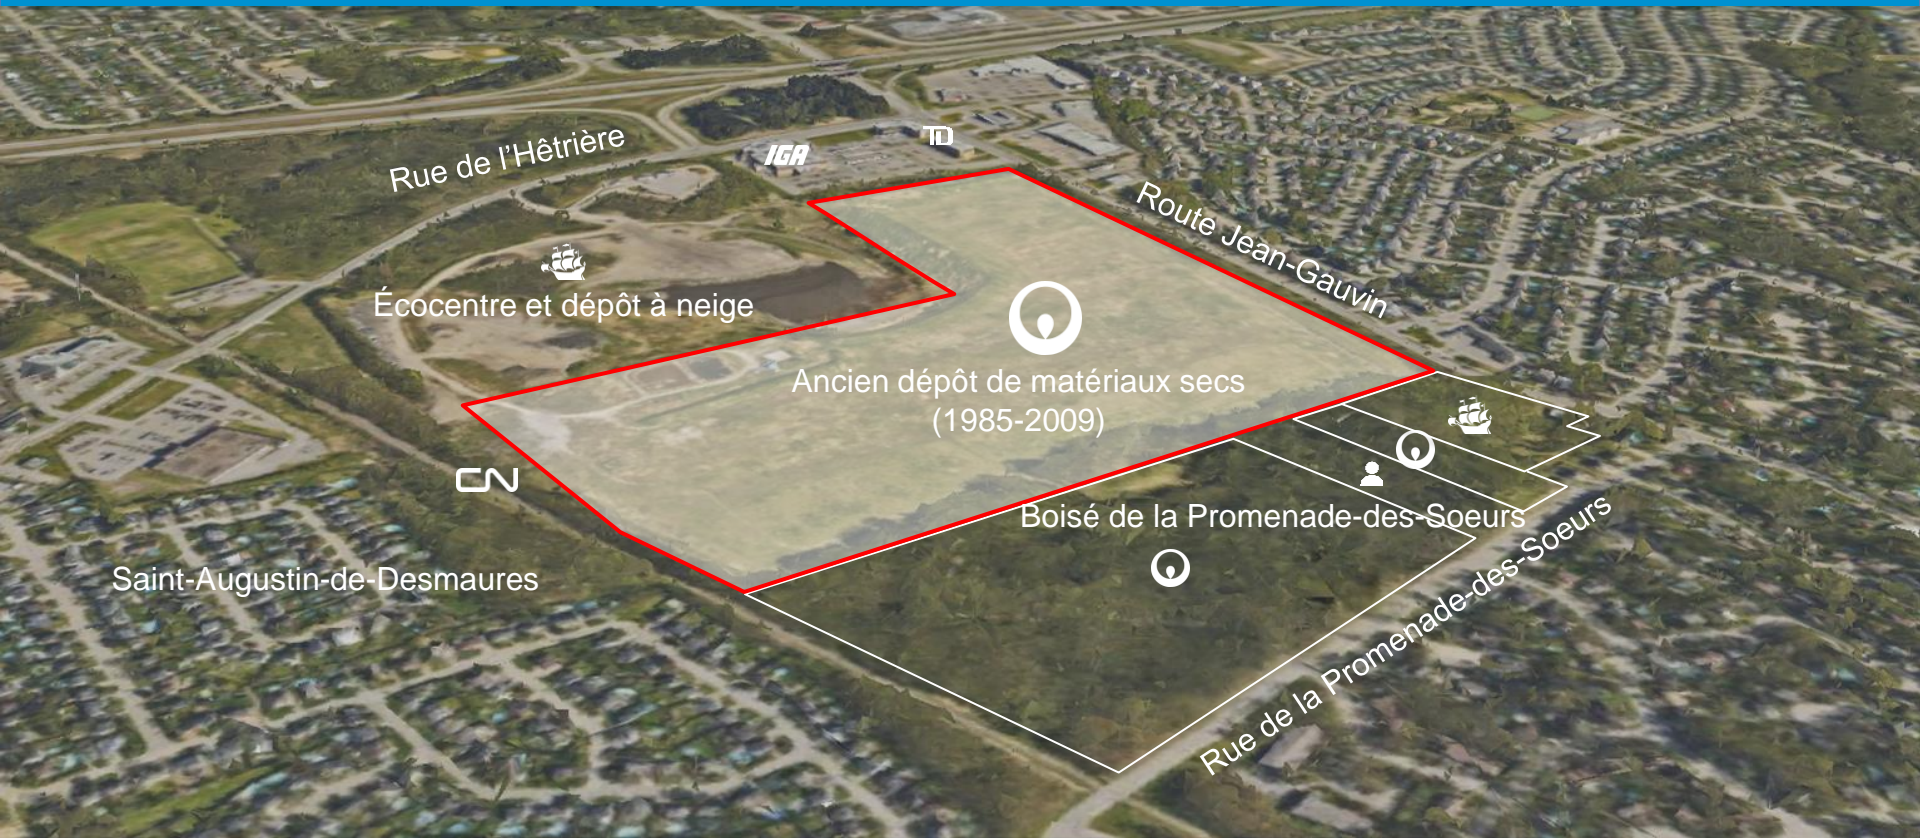 Rue de l’Hêtrière
IGA
TD
Route Jean-Gauvin
Écocentre et dépôt à neige
Ancien dépôt de matériaux secs
(1985-2009)
CN
Boisé de la Promenade-des-Soeurs
Saint-Augustin-de-Desmaures
Rue de la Promenade-des-Soeurs